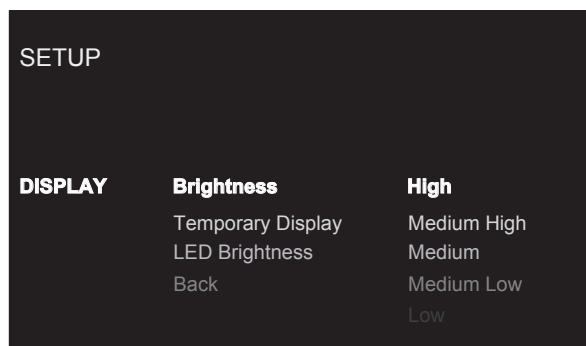 SETUP
DISPLAY Brightness High
Temporary Display Medium High
LED Brightness Medium
Back Medium Low
Low